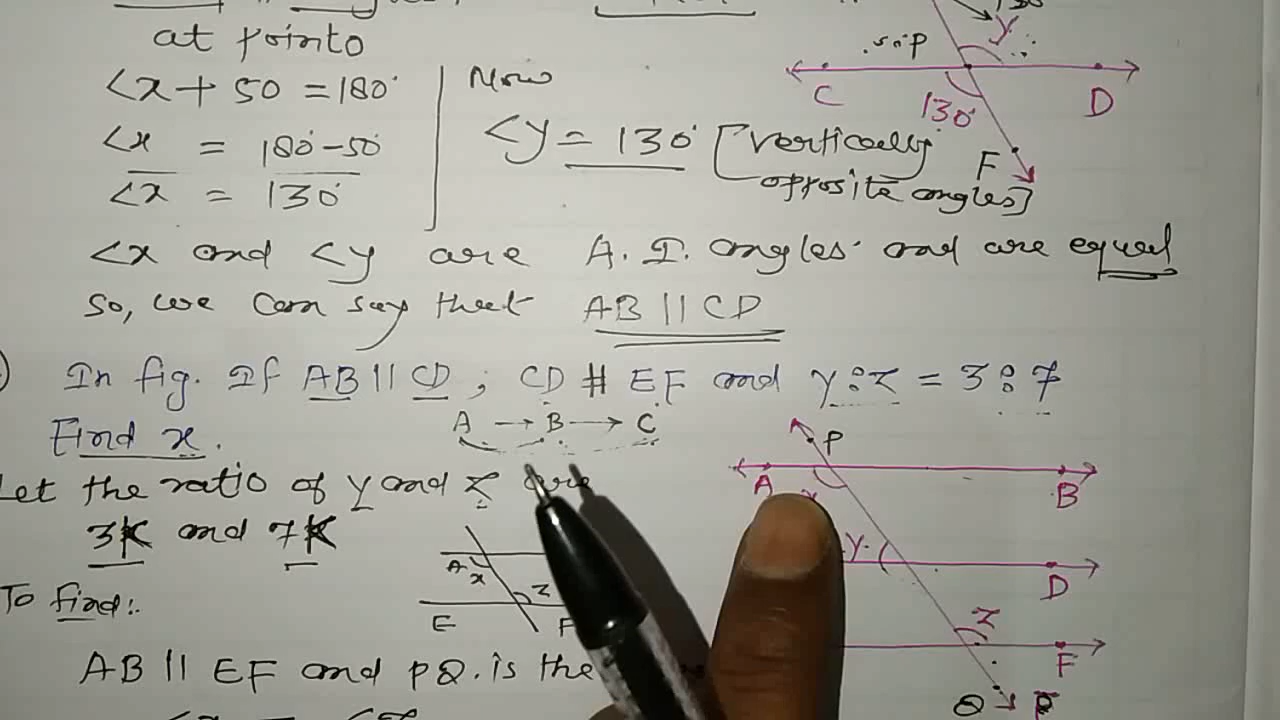 at pointo
<x + 50 = 180°
<x = 180° - 50
<x = 130°
Now
<y = 130° [vertically
opposite angles]
y
P
C
D
130°
F
<x and <y are A. I. angles and are equal
So, we can say that AB || CD
In fig. If AB || CD ; CD # EF and y : z = 3 : 7
Find x.
A → B → C
Let the ratio of y and z are
3K and 7K
To find:
AB || EF and PQ. is the
A
x
z
E
F
P
A
B
x
y
D
z
F
Q